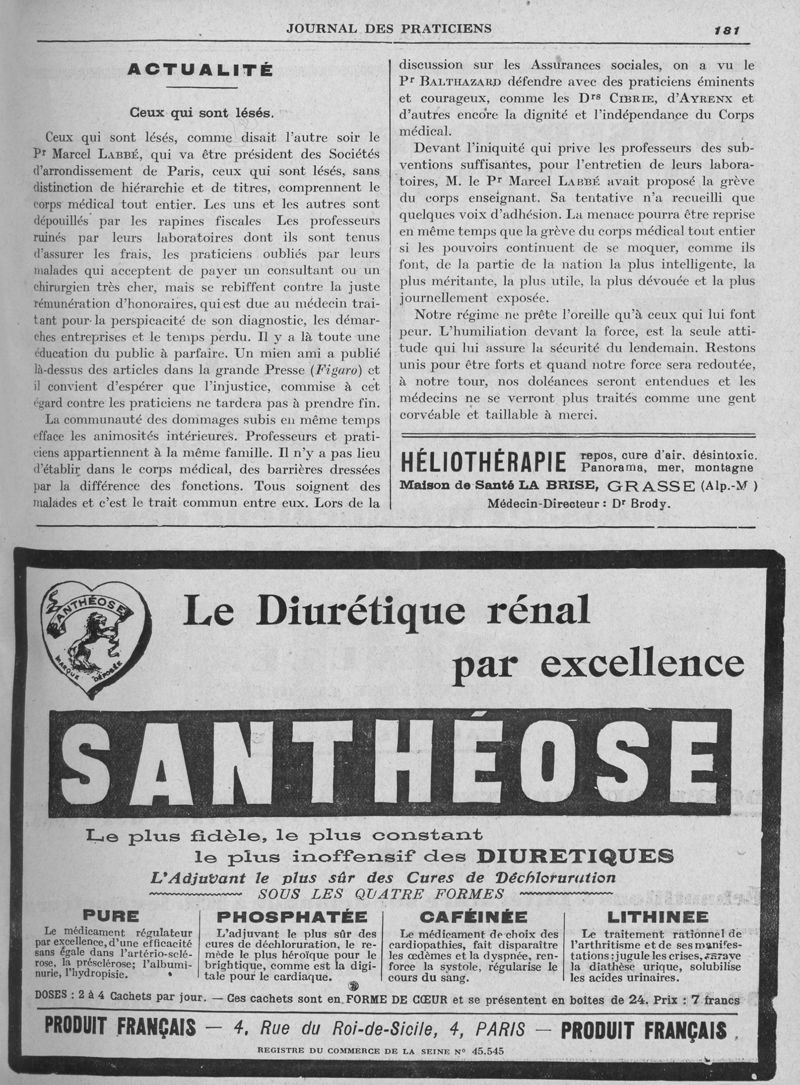 JOURNAL DES PRATICIENS 181
ACTUALITÉ
Ceux qui sont lésés.
Ceux qui sont lésés, comme disait l'autre soir le
Pr Marcel LABBÉ, qui va être président des Sociétés
d'arrondissement de Paris, ceux qui sont lésés, sans
distinction de hiérarchie et de titres, comprennent le
corps médical tout entier. Les uns et les autres sont
dépouillés par les rapines fiscales Les professeurs
ruinés par leurs laboratoires dont ils sont tenus
d'assurer les frais, les praticiens oubliés par leurs
malades qui acceptent de payer un consultant ou un
chirurgien très cher, mais se rebiffent contre la juste
rémunération d'honoraires, qui est due au médecin trai-
tant pour la perspicacité de son diagnostic, les démar-
ches entreprises et le temps perdu. Il y a là toute une
éducation du public à parfaire. Un mien ami a publié
là-dessus des articles dans la grande Presse (Figaro) et
il convient d'espérer que l'injustice, commise à cet
égard contre les praticiens ne tardera pas à prendre fin.
La communauté des dommages subis en même temps
efface les animosités intérieures. Professeurs et prati-
ciens appartiennent à la même famille. Il n'y a pas lieu
d'établir dans le corps médical, des barrières dressées
par la différence des fonctions. Tous soignent des
malades et c'est le trait commun entre eux. Lors de la
discussion sur les Assurances sociales, on a vu le
Pr BALTHAZARD défendre avec des praticiens éminents
et courageux, comme les Drs CIBRIE, d'AYRENX et
d'autres encore la dignité et l'indépendance du Corps
médical.
Devant l'iniquité qui prive les professeurs des sub-
ventions suffisantes, pour l'entretien de leurs labora-
toires, M. le Pr Marcel LABBÉ avait proposé la grève
du corps enseignant. Sa tentative n'a recueilli que
quelques voix d'adhésion. La menace pourra être reprise
en même temps que la grève du corps médical tout entier
si les pouvoirs continuent de se moquer, comme ils
font, de la partie de la nation la plus intelligente, la
plus méritante, la plus utile, la plus dévouée et la plus
journellement exposée.
Notre régime ne prête l'oreille qu'à ceux qui lui font
peur. L'humiliation devant la force, est la seule atti-
tude qui lui assure la sécurité du lendemain. Restons
unis pour être forts et quand notre force sera redoutée,
à notre tour, nos doléances seront entendues et les
médecins ne se verront plus traités comme une gent
corvéable et taillable à merci.
HÉLIOTHÉRAPIE repos, cure d'air, désintoxic.
Panorama, mer, montagne
Maison de Santé LA BRISE, GRASSE (Alp.-M )
Médecin-Directeur : Dr Brody.
SANTHÉOSE
MARQUE DÉPOSÉE
Le Diurétique rénal
par excellence
SANTHÉOSE
Le plus fidèle, le plus constant
le plus inoffensif des DIURETIQUES
L'Adjuvant le plus sûr des Cures de Déchloruration
SOUS LES QUATRE FORMES
PURE
Le médicament régulateur
par excellence, d'une efficacité
sans égale dans l'artério-sclé-
rose, la présclérose; l'albumi-
nurie, l'hydropisie.
PHOSPHATÉE
L'adjuvant le plus sûr des
cures de déchloruration, le re-
mède le plus héroïque pour le
brightique, comme est la digi-
tale pour le cardiaque.
CAFÉINÉE
Le médicament de choix des
cardiopathies, fait disparaître
les œdèmes et la dyspnée, ren-
force la systole, régularise le
cours du sang.
LITHINEE
Le traitement rationnel de
l'arthritisme et de ses manifes-
tations : jugule les crises, enraye
la diathèse urique, solubilise
les acides urinaires.
DOSES : 2 à 4 Cachets par jour. — Ces cachets sont en FORME DE CŒUR et se présentent en boîtes de 24. Prix : 7 francs
PRODUIT FRANÇAIS — 4, Rue du Roi-de-Sicile, 4, PARIS — PRODUIT FRANÇAIS
REGISTRE DU COMMERCE DE LA SEINE N° 45.545